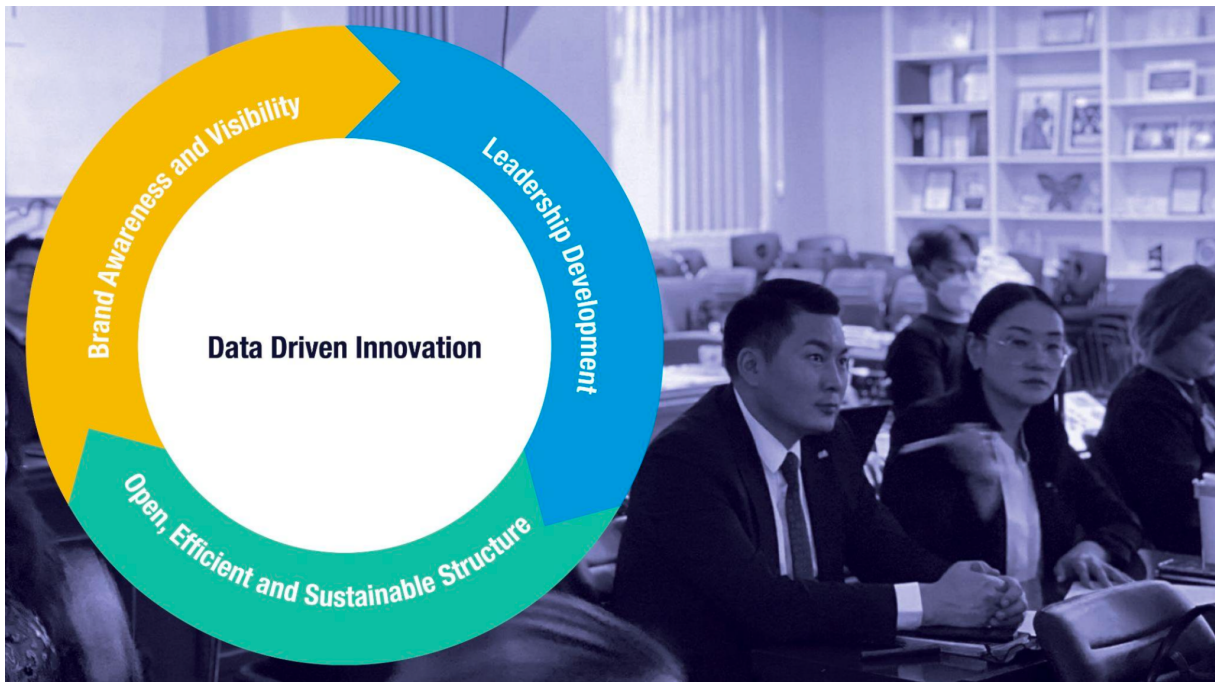 Brand Awareness and Visibility
Leadership Development
Data Driven Innovation
Open, Efficient and Sustainable Structure